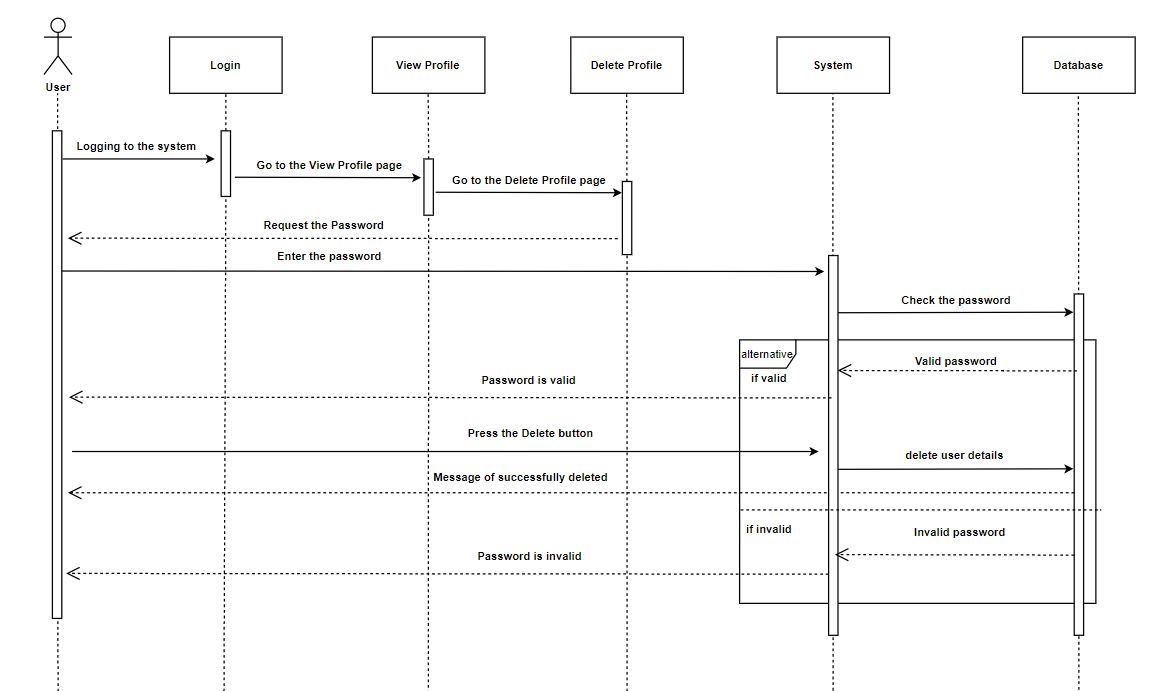 User
Login
View Profile
Delete Profile
System
Database
Logging to the system
Go to the View Profile page
Go to the Delete Profile page
Request the Password
Enter the password
Check the password
alternative
Valid password
if valid
Password is valid
Press the Delete button
delete user details
Message of successfully deleted
if invalid
Invalid password
Password is invalid